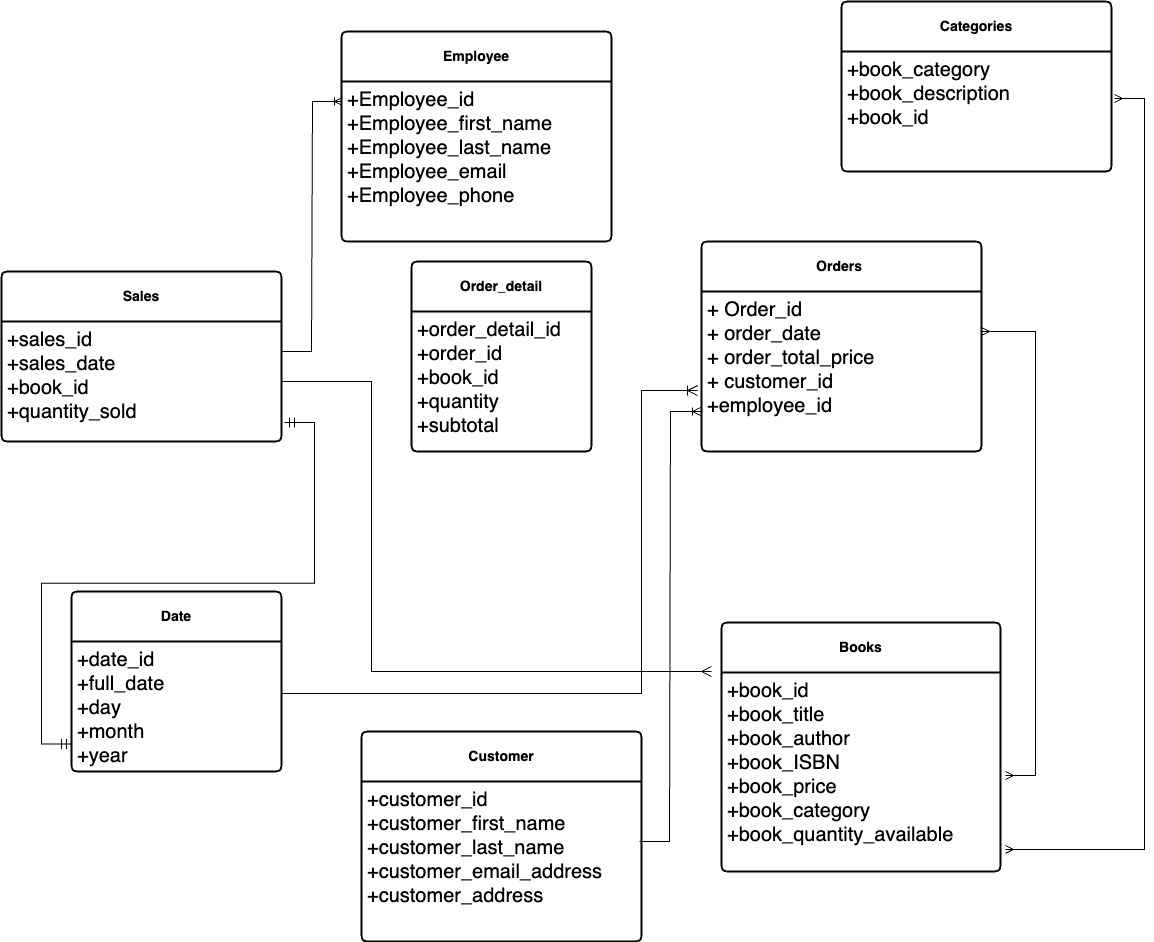 Categories
+book_category
+book_description
+book_id
Employee
+Employee_id
+Employee_first_name
+Employee_last_name
+Employee_email
+Employee_phone
Orders
+ Order_id
+ order_date
+ order_total_price
+ customer_id
+employee_id
Order_detail
+order_detail_id
+order_id
+book_id
+quantity
+subtotal
Sales
+sales_id
+sales_date
+book_id
+quantity_sold
Date
+date_id
+full_date
+day
+month
+year
Books
+book_id
+book_title
+book_author
+book_ISBN
+book_price
+book_category
+book_quantity_available
Customer
+customer_id
+customer_first_name
+customer_last_name
+customer_email_address
+customer_address